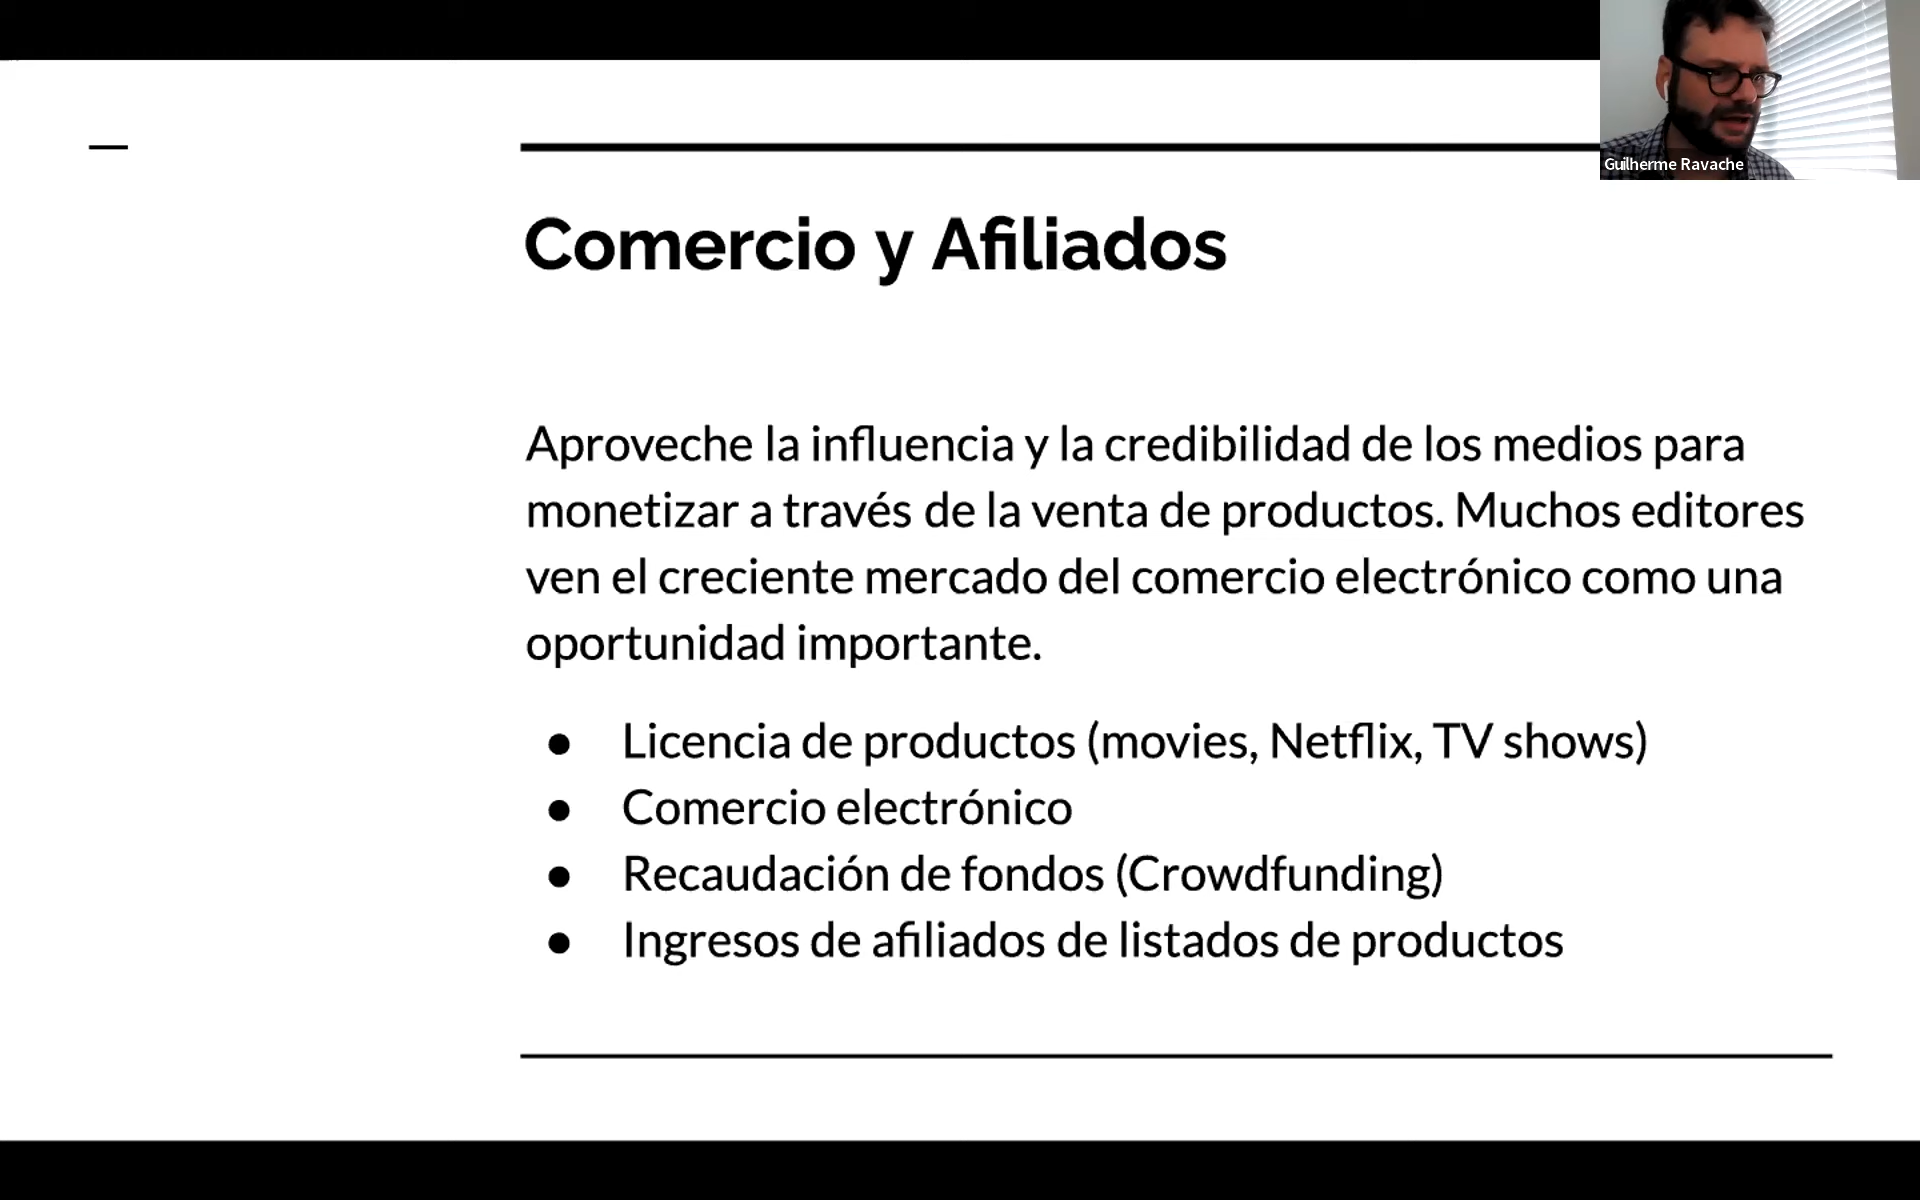 Guilherme Ravache
Comercio y Afiliados
Aproveche la influencia y la credibilidad de los medios para
monetizar a través de la venta de productos. Muchos editores
ven el creciente mercado del comercio electrónico como una
oportunidad importante.
● Licencia de productos (movies, Netflix, TV shows)
● Comercio electrónico
● Recaudación de fondos (Crowdfunding)
● Ingresos de afiliados de listados de productos